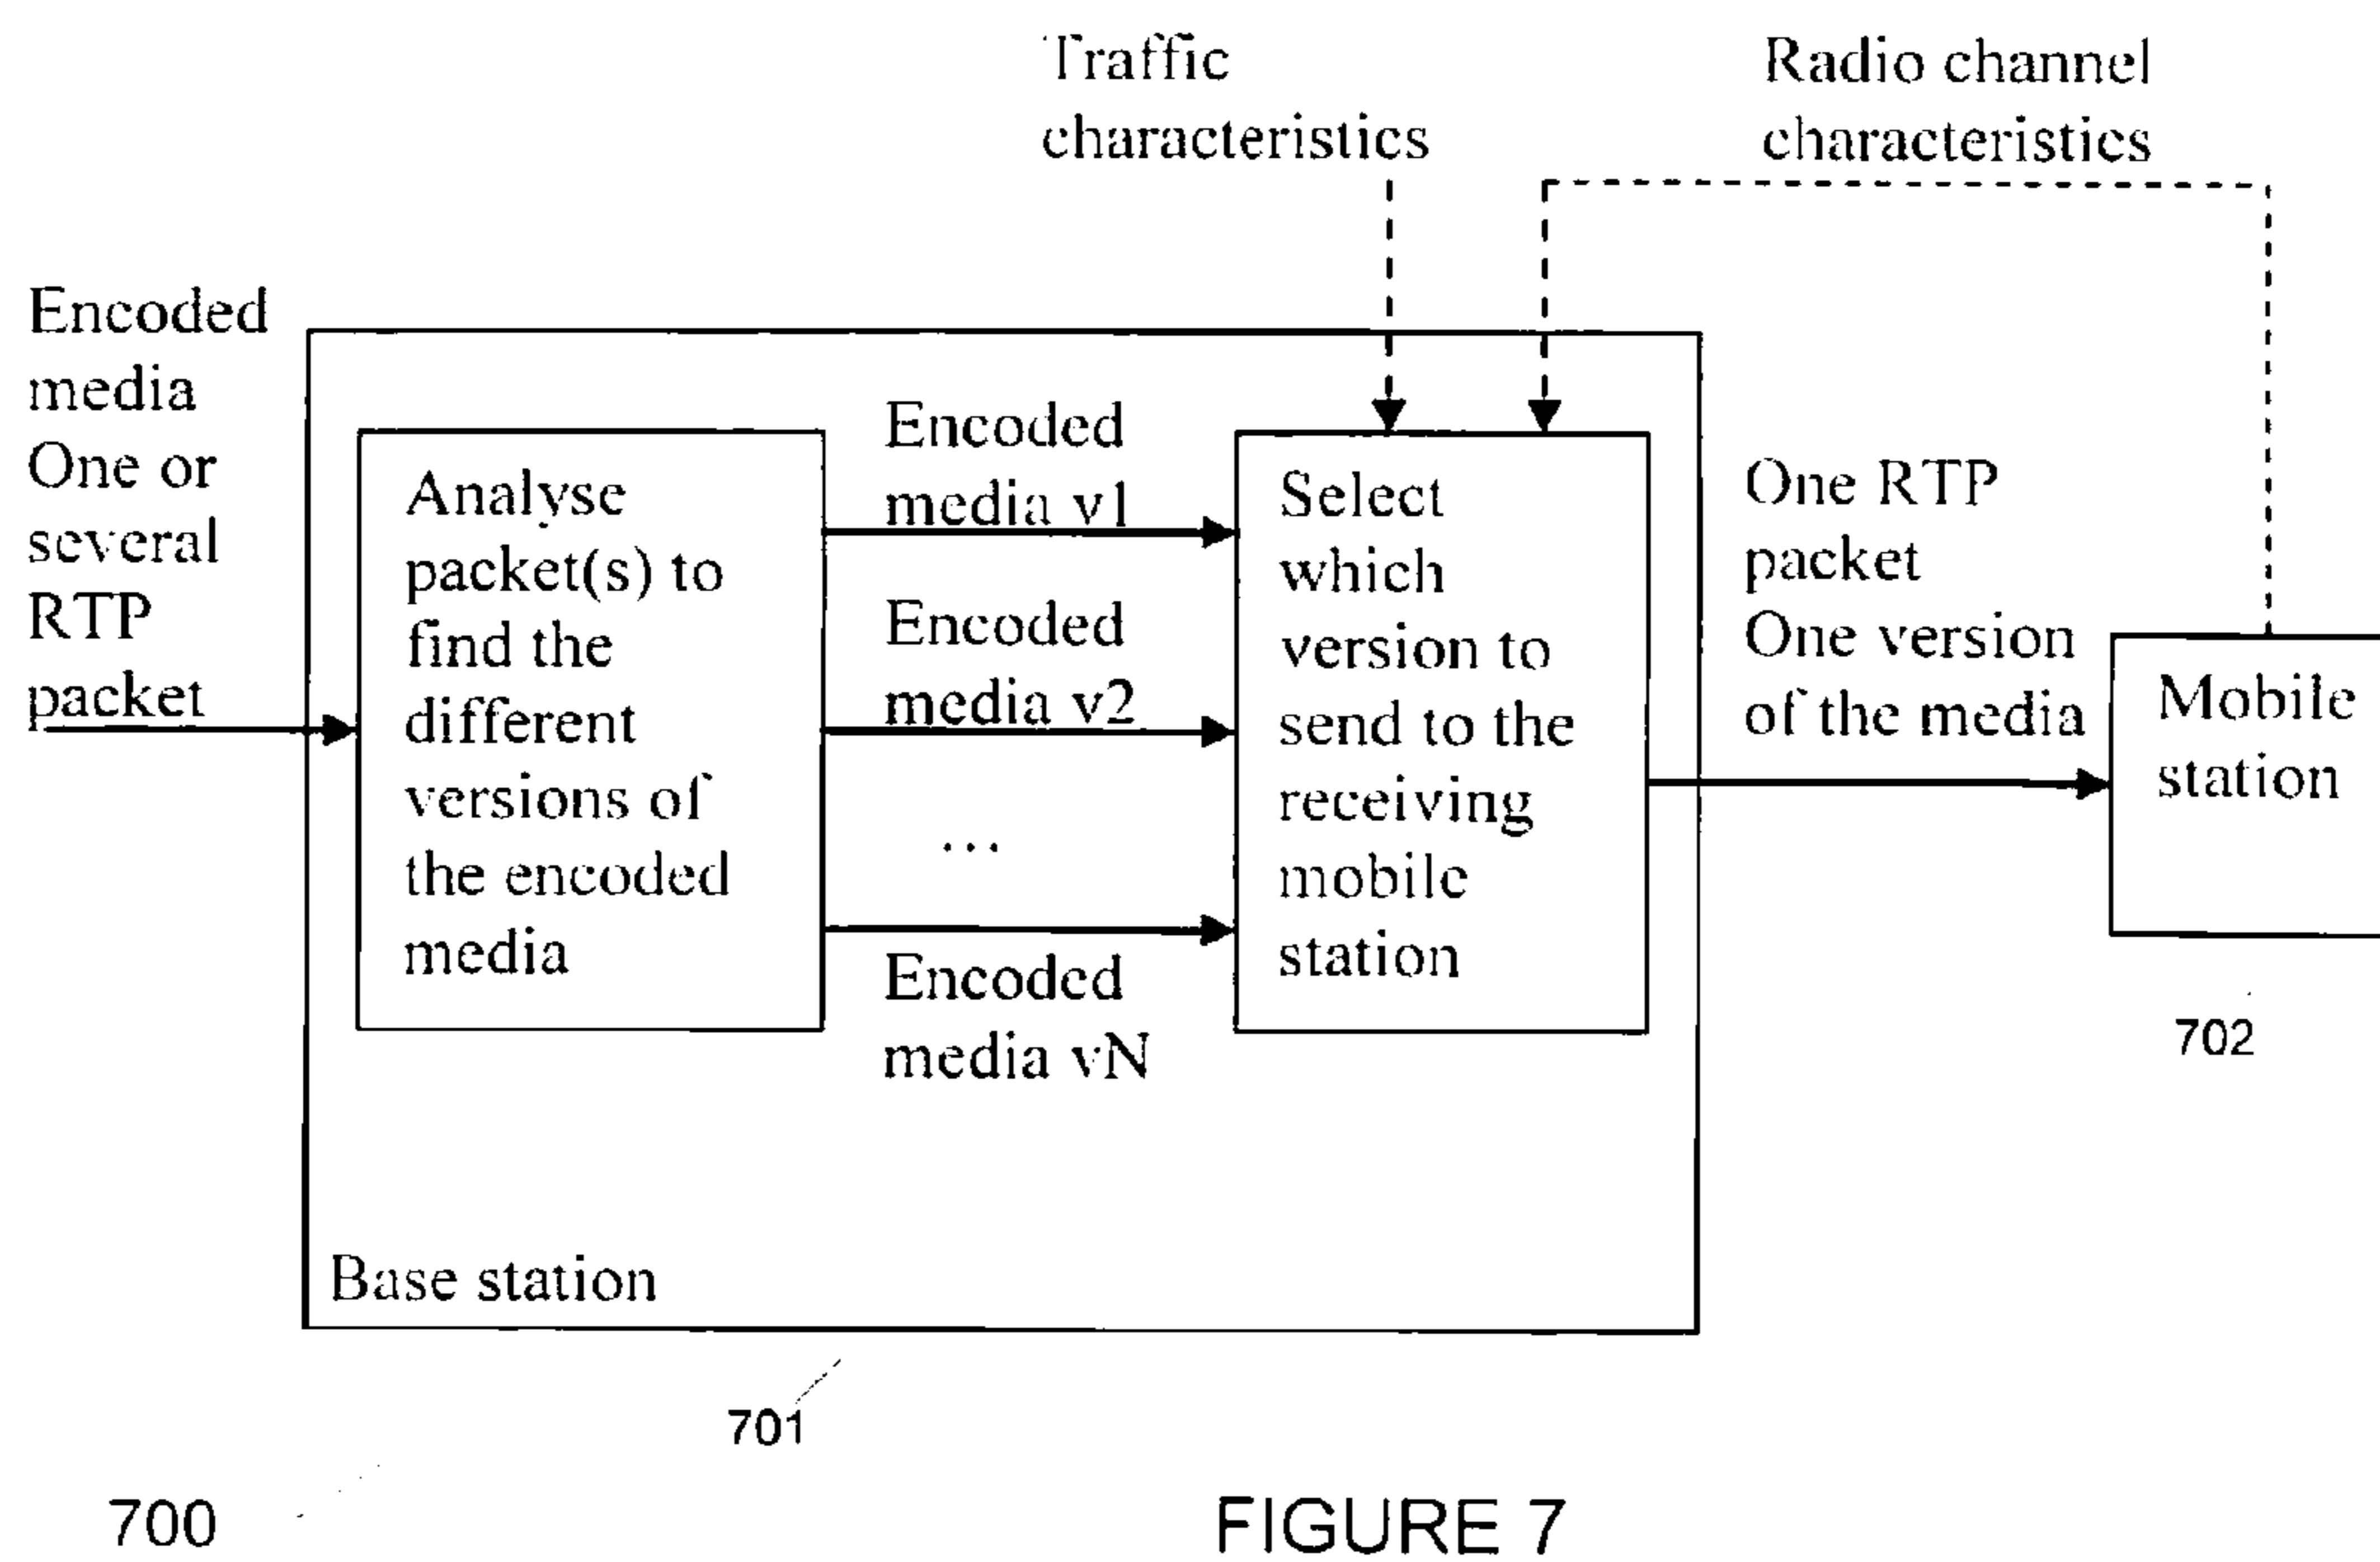 Traffic
characteristics
Radio channel
characteristics
Encoded
media
One or
several
RTP
packet
Analyse
packet(s) to
find the
different
versions of
the encoded
media
Encoded
media v1
Encoded
media v2
...
Encoded
media vN
Select
which
version to
send to the
receiving
mobile
station
One RTP
packet
One version
of the media
Mobile
station
702
Base station
701
700
FIGURE 7